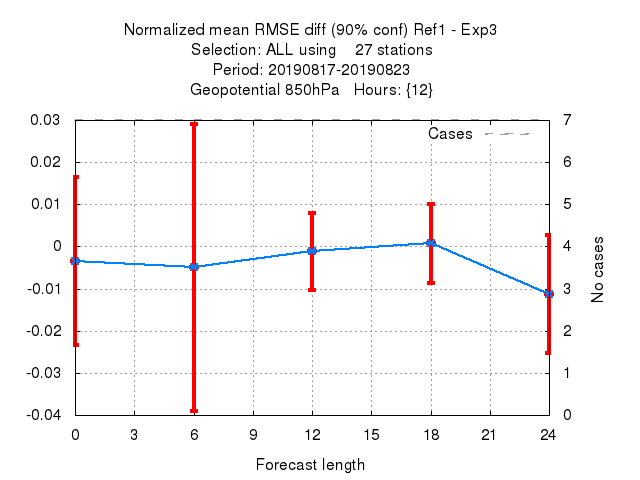 Normalized mean RMSE diff (90% conf) Ref1 - Exp3
Selection: ALL using 27 stations
Period: 20190817-20190823
Geopotential 850hPa Hours: {12}
0.03
0.02
0.01
0
-0.01
-0.02
-0.03
-0.04
Cases
7
6
5
4
3
2
1
0
No cases
0 3 6 9 12 15 18 21 24
Forecast length